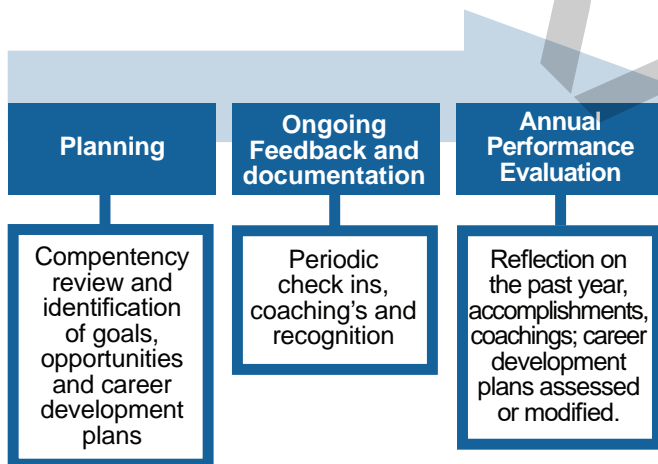 Planning
Compentency
review and
identification
of goals,
opportunities
and career
development
plans
Ongoing
Feedback and
documentation
Periodic
check ins,
coaching's and
recognition
Annual
Performance
Evaluation
Reflection on
the past year,
accomplishments,
coachings; career
development
plans assessed
or modified.